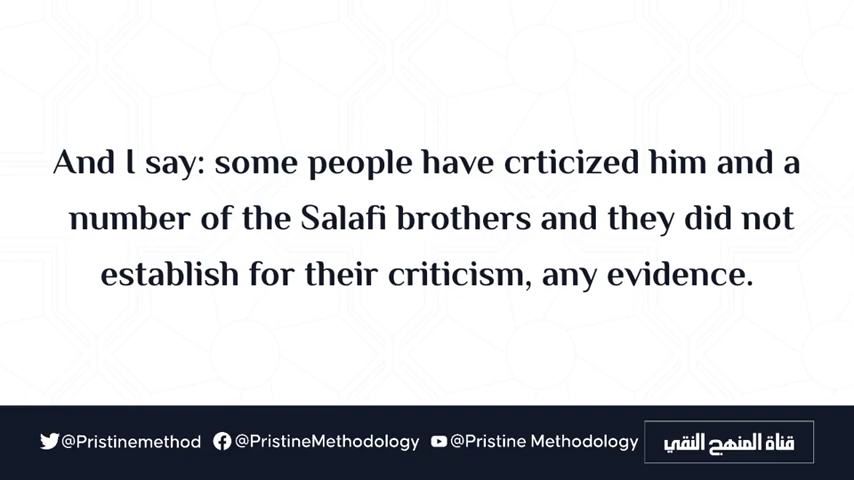 And I say: some people have crticized him and a
number of the Salafi brothers and they did not
establish for their criticism, any evidence.
@Pristinemethod @PristineMethodology @Pristine Methodology قناة المنهج النقي